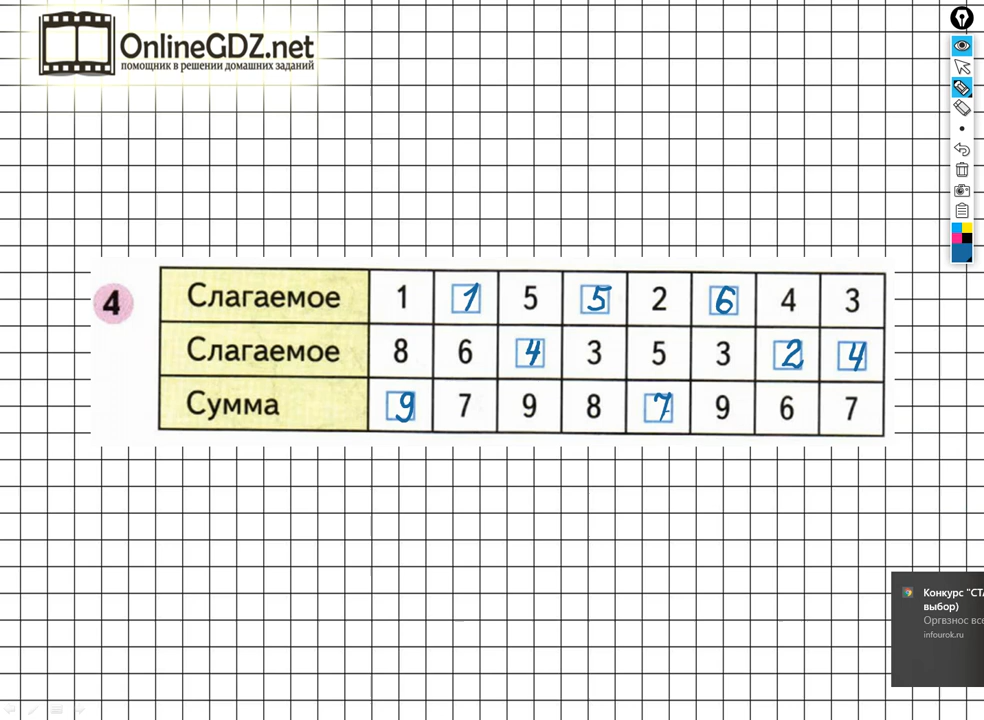 OnlineGDZ.net
помощник в решении домашних заданий
4
Слагаемое 1 1 5 5 2 6 4 3
Слагаемое 8 6 4 3 5 3 2 4
Сумма 9 7 9 8 7 9 6 7
Конкурс "СТА
выбор)
Оргвзнос все
infourok.ru